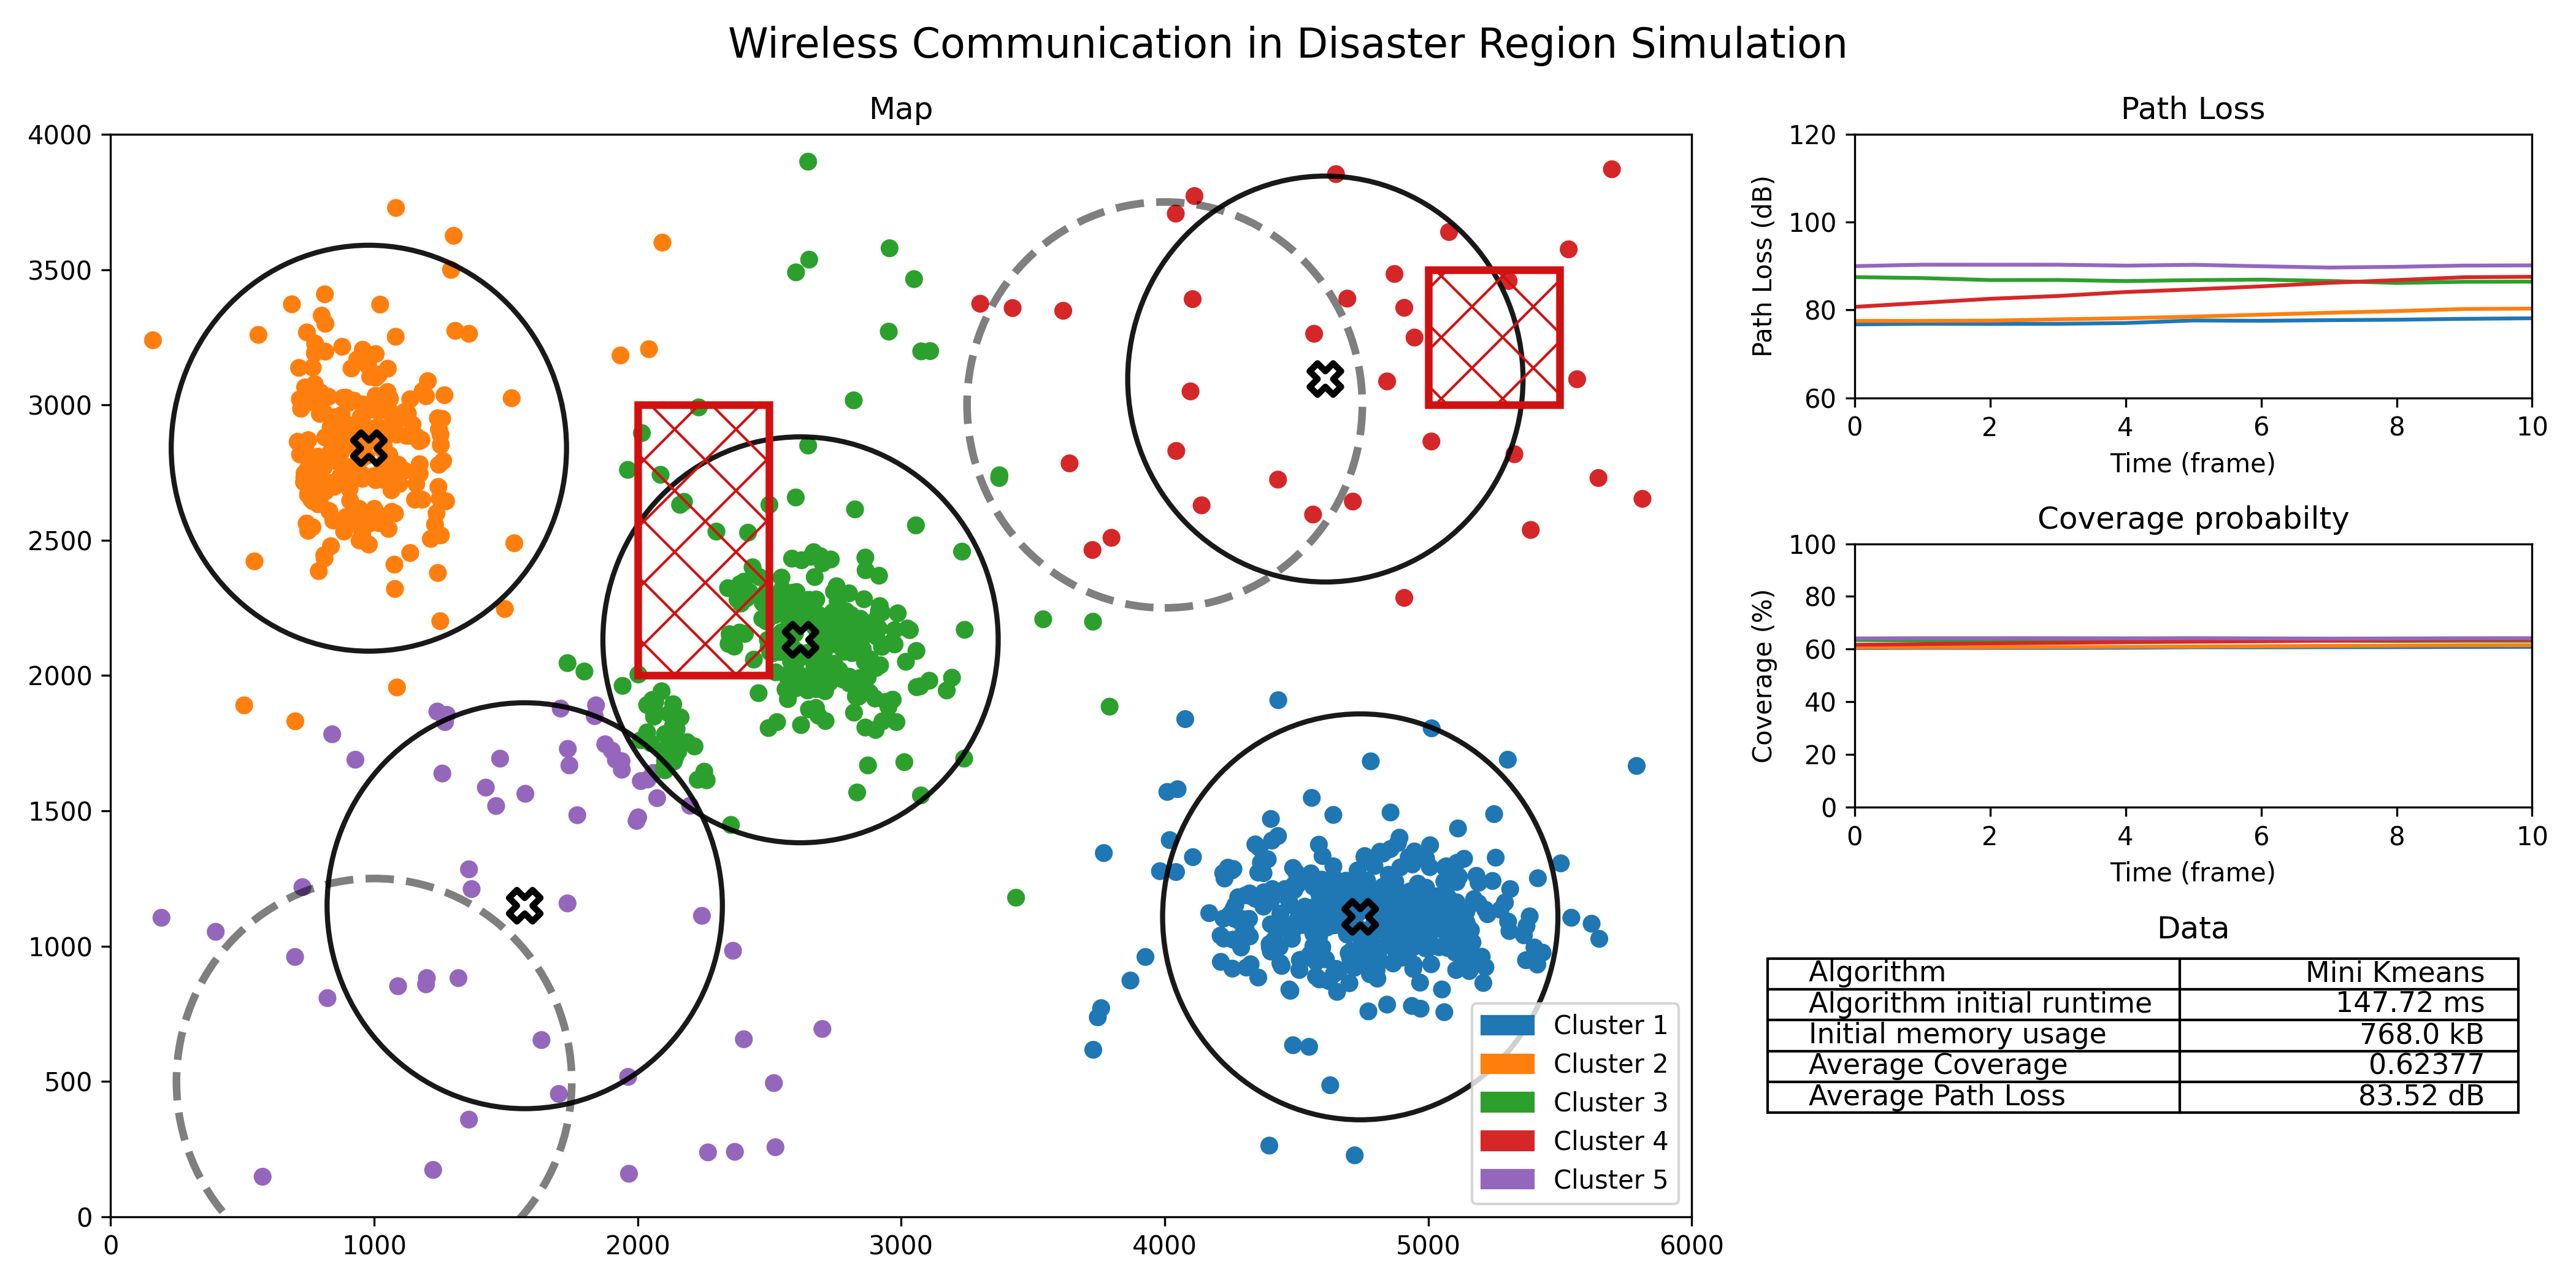 Wireless Communication in Disaster Region Simulation
Map
4000
3500
3000
2500
2000
1500
1000
500
0
0 1000 2000 3000 4000 5000 6000
Cluster 1
Cluster 2
Cluster 3
Cluster 4
Cluster 5
Path Loss
Path Loss (dB)
120
100
80
60
0 2 4 6 8 10
Time (frame)
Coverage probabilty
Coverage (%)
100
80
60
40
20
0
0 2 4 6 8 10
Time (frame)
Data
Algorithm Mini Kmeans
Algorithm initial runtime 147.72 ms
Initial memory usage 768.0 kB
Average Coverage 0.62377
Average Path Loss 83.52 dB